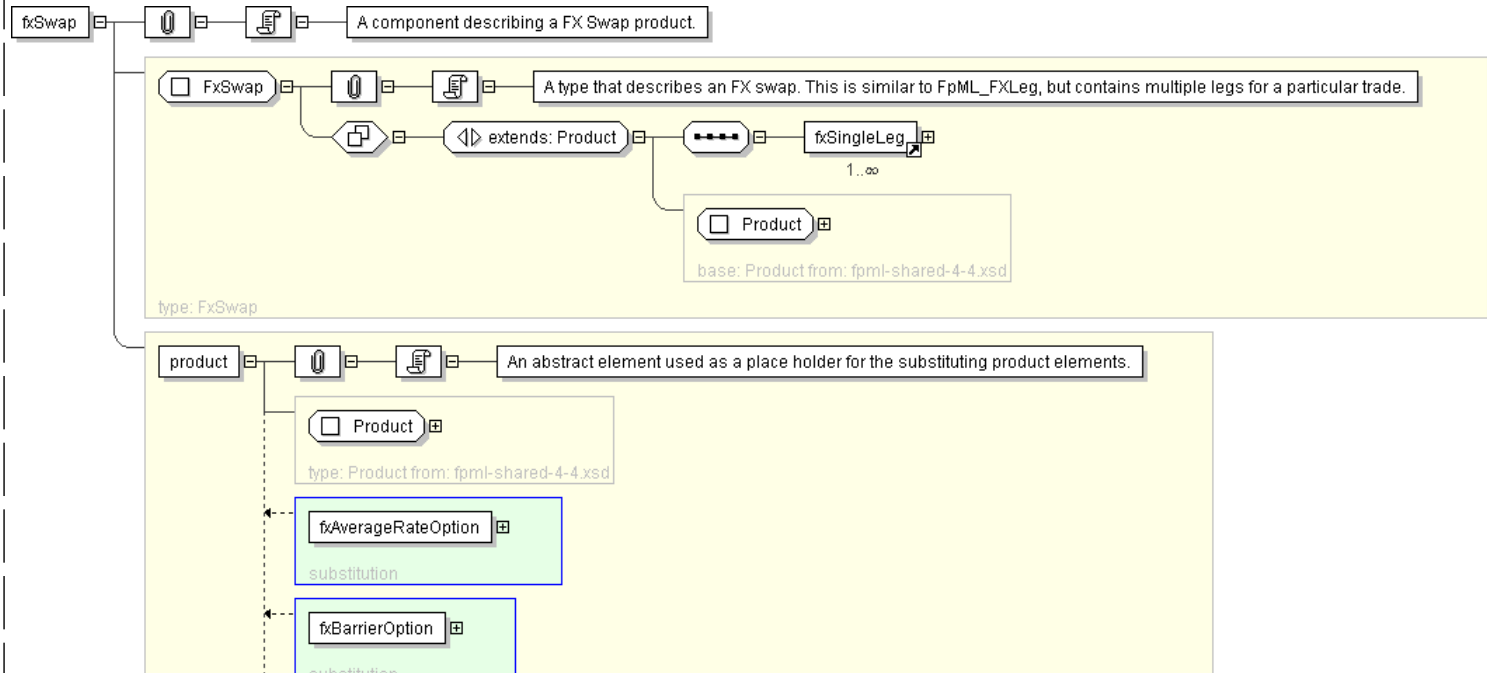 fxSwap
A component describing a FX Swap product.
FxSwap
A type that describes an FX swap. This is similar to FpML_FXLeg, but contains multiple legs for a particular trade.
extends: Product
fxSingleLeg
1..∞
Product
base: Product from: fpml-shared-4-4.xsd
type: FxSwap
product
An abstract element used as a place holder for the substituting product elements.
Product
type: Product from: fpml-shared-4-4.xsd
fxAverageRateOption
substitution
fxBarrierOption
substitution